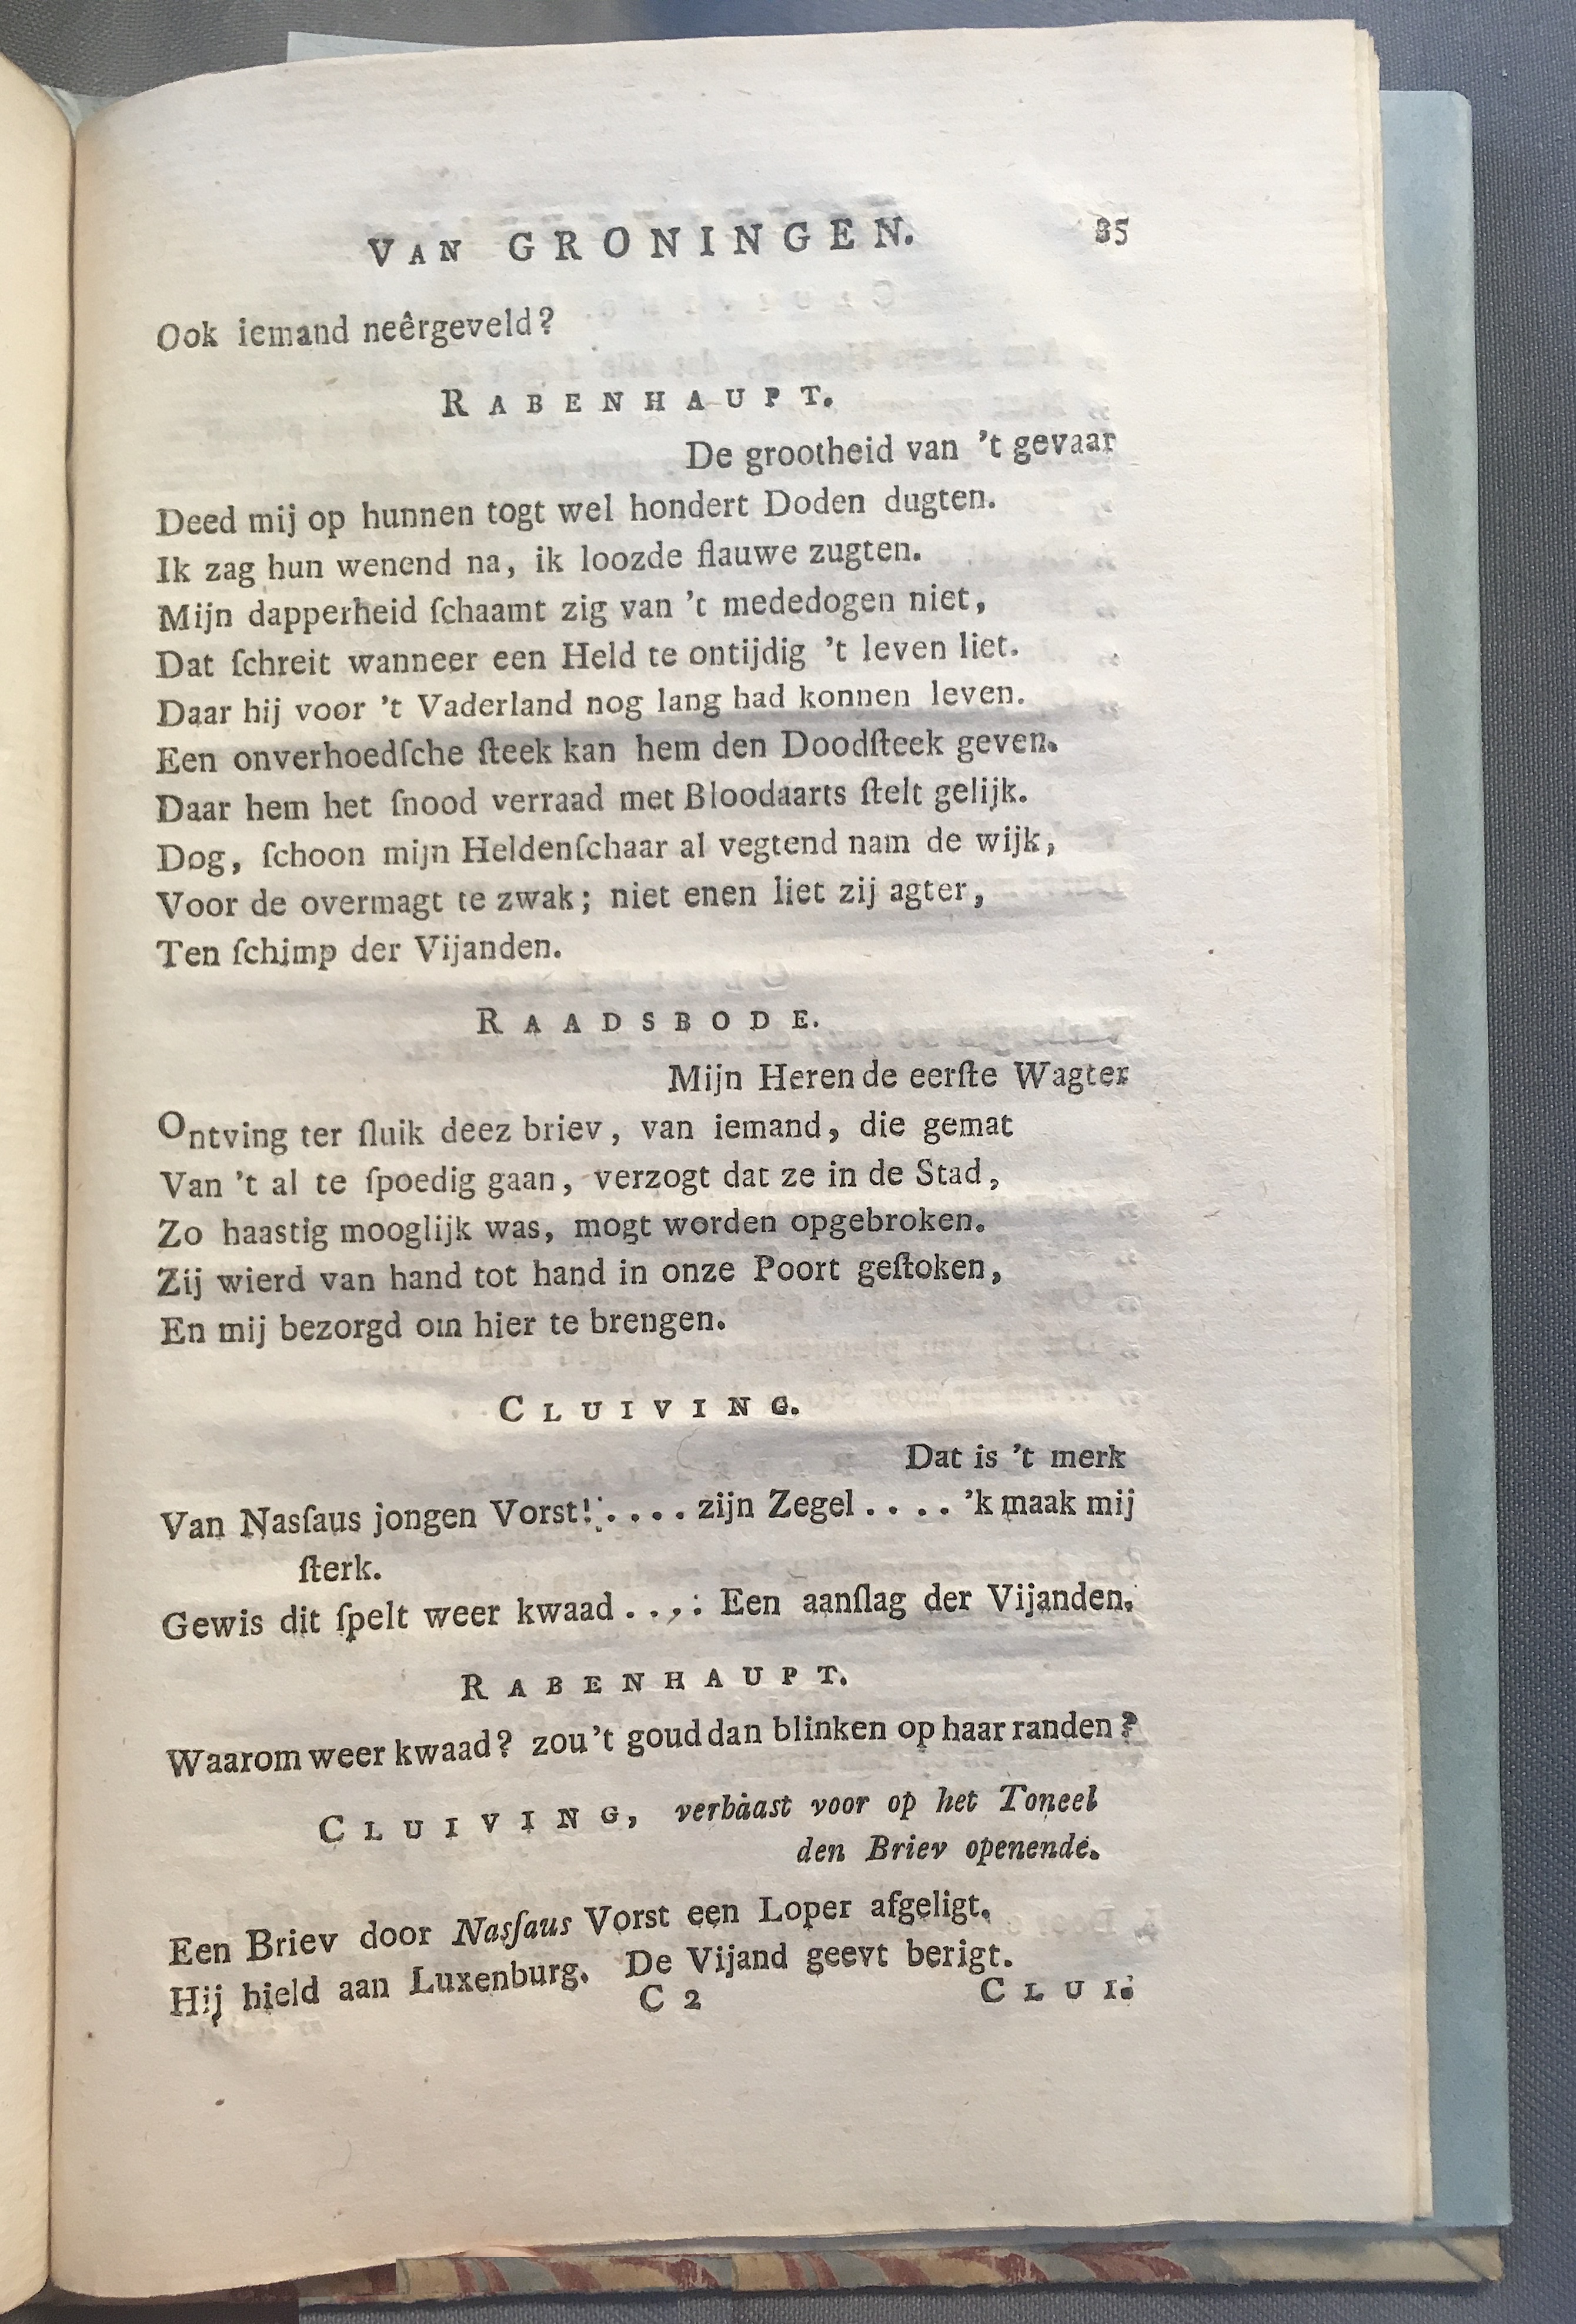 VAN GRONINGEN. 85
Ook iemand neêrgeveld?
RABENHAUPT.
De grootheid van 't gevaar
Deed mij op hunnen togt wel hondert Doden dugten.
Ik zag hun wenend na, ik loozde flauwe zugten.
Mijn dapperheid ſchaamt zig van 't mededogen niet,
Dat ſchreit wanneer een Held te ontijdig 't leven liet.
Daar hij voor 't Vaderland nog lang had konnen leven.
Een onverhoedſche ſteek kan hem den Doodſteek geven.
Daar hem het ſnood verraad met Bloodaarts ſtelt gelijk.
Dog, ſchoon mijn Heldenſchaar al vegtend nam de wijk,
Voor de overmagt te zwak; niet enen liet zij agter,
Ten ſchimp der Vijanden.
RAADSBODE.
Mijn Heren de eerſte Wagter
Ontving ter ſluik deez briev, van iemand, die gemat
Van 't al te ſpoedig gaan, verzogt dat ze in de Stad,
Zo haastig mooglijk was, mogt worden opgebroken.
Zij wierd van hand tot hand in onze Poort geſtoken,
En mij bezorgd om hier te brengen.
CLUIVING.
Dat is 't merk
Van Nasſaus jongen Vorst! .... zijn Zegel .... 'k maak mij
ſterk.
Gewis dit ſpelt weer kwaad .... Een aanſlag der Vijanden.
RABENHAUPT.
Waarom weer kwaad? zou 't goud dan blinken op haar randen?
CLUIVING, verbaast voor op het Toneel
den Briev openende.
Een Briev door Nasſaus Vorst een Loper afgeligt.
Hij hield aan Luxenburg. De Vijand geevt berigt.
C 2 CLUI.